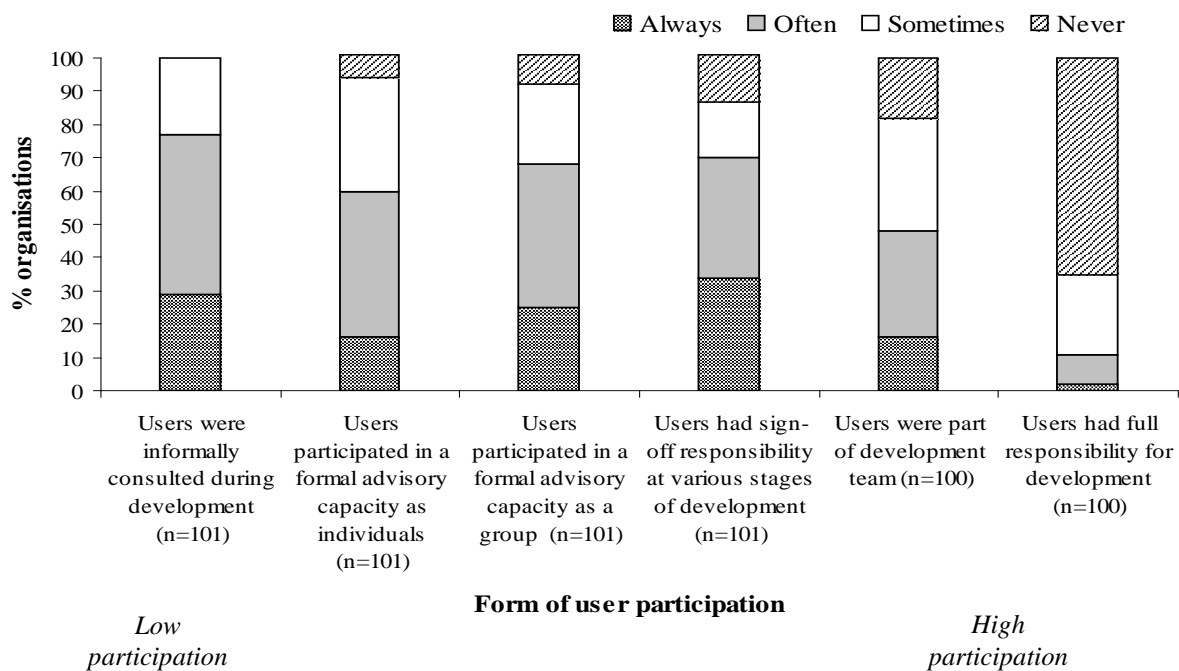 Always Often Sometimes Never
100
90
80
70
60
50
40
30
20
10
0
% organisations
Users were
informally
consulted during
development
(n=101)
Users
participated in a
formal advisory
capacity as
individuals
(n=101)
Users
participated in a
formal advisory
capacity as a
group (n=101)
Users had sign-
off responsibility
at various stages
of development
(n=101)
Users were part
of development
team (n=100)
Users had full
responsibility for
development
(n=100)
Form of user participation
Low
participation
High
participation